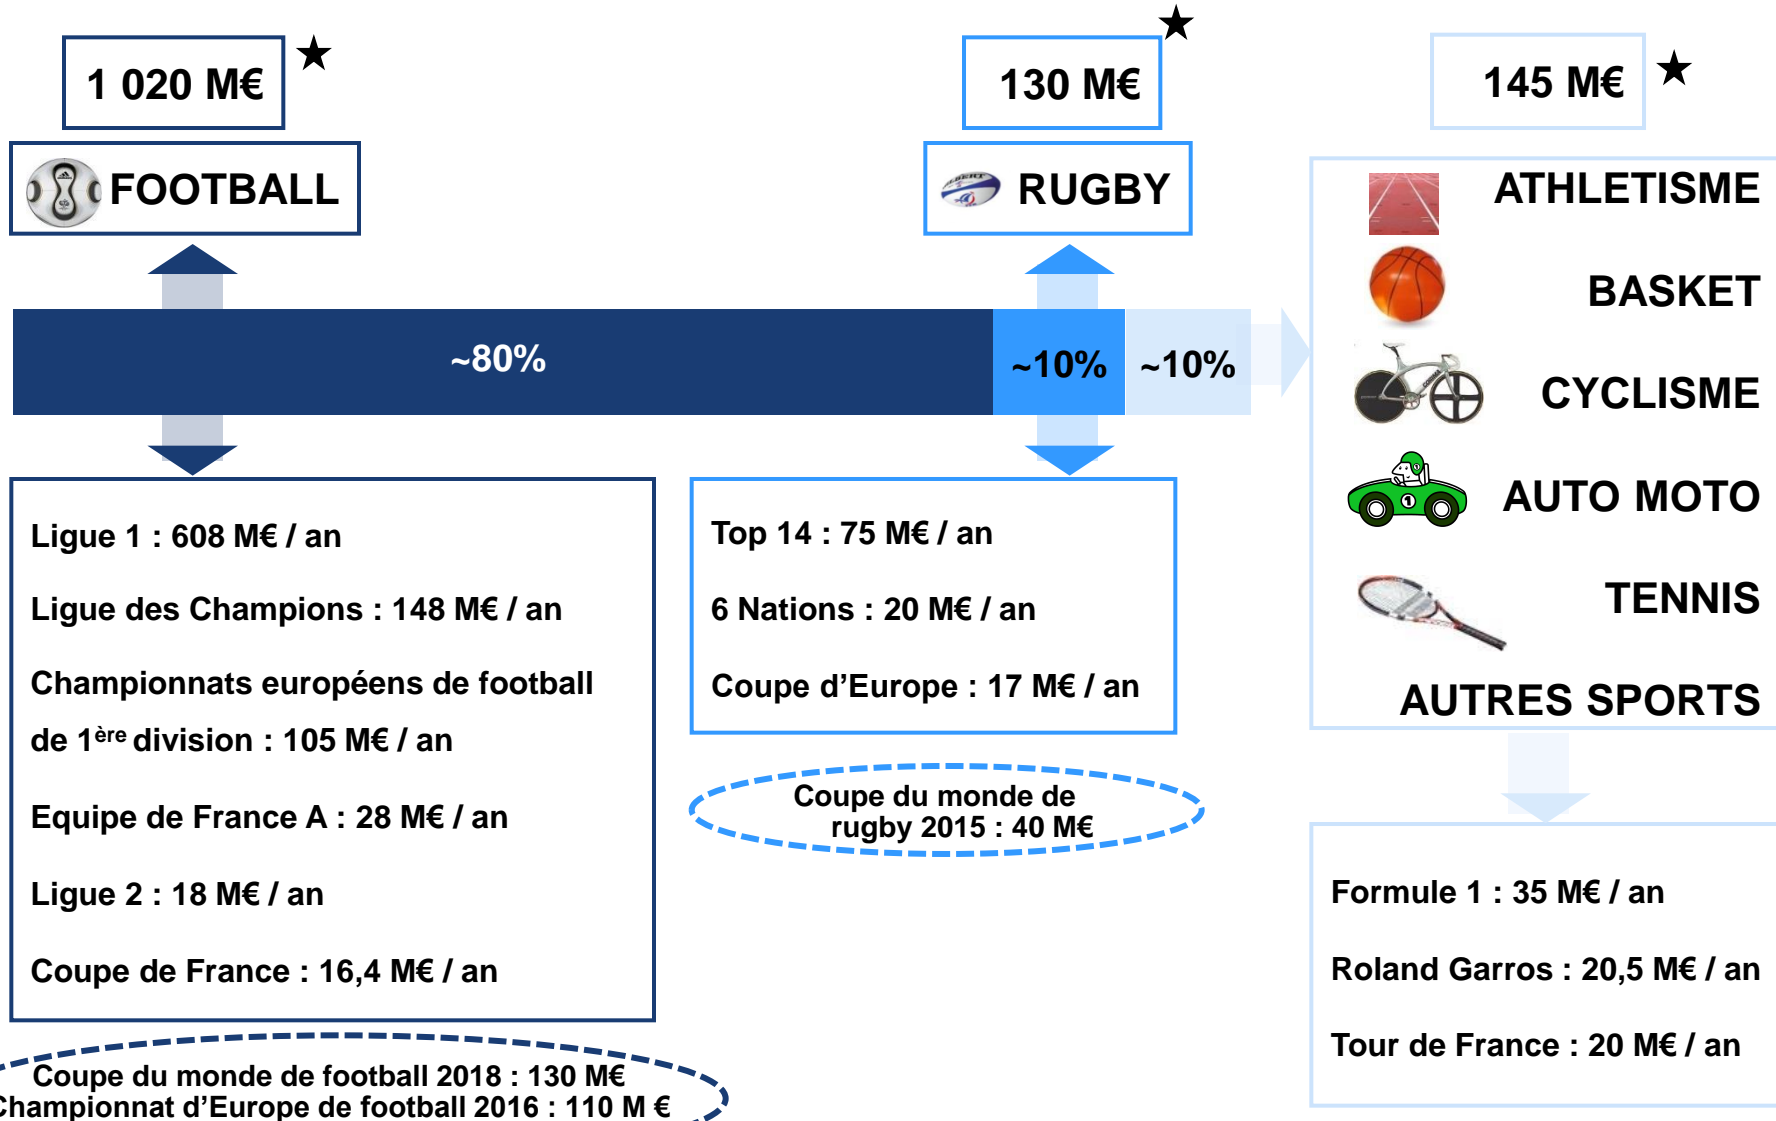 1 020 M€
130 M€
145 M€
FOOTBALL
RUGBY
~80%
~10%
~10%
ATHLETISME
BASKET
CYCLISME
AUTO MOTO
TENNIS
AUTRES SPORTS
Ligue 1 : 608 M€ / an
Ligue des Champions : 148 M€ / an
Championnats européens de football
de 1ère division : 105 M€ / an
Equipe de France A : 28 M€ / an
Ligue 2 : 18 M€ / an
Coupe de France : 16,4 M€ / an
Coupe du monde de football 2018 : 130 M€
Championnat d’Europe de football 2016 : 110 M €
Top 14 : 75 M€ / an
6 Nations : 20 M€ / an
Coupe d’Europe : 17 M€ / an
Coupe du monde de
rugby 2015 : 40 M€
Formule 1 : 35 M€ / an
Roland Garros : 20,5 M€ / an
Tour de France : 20 M€ / an
1
1